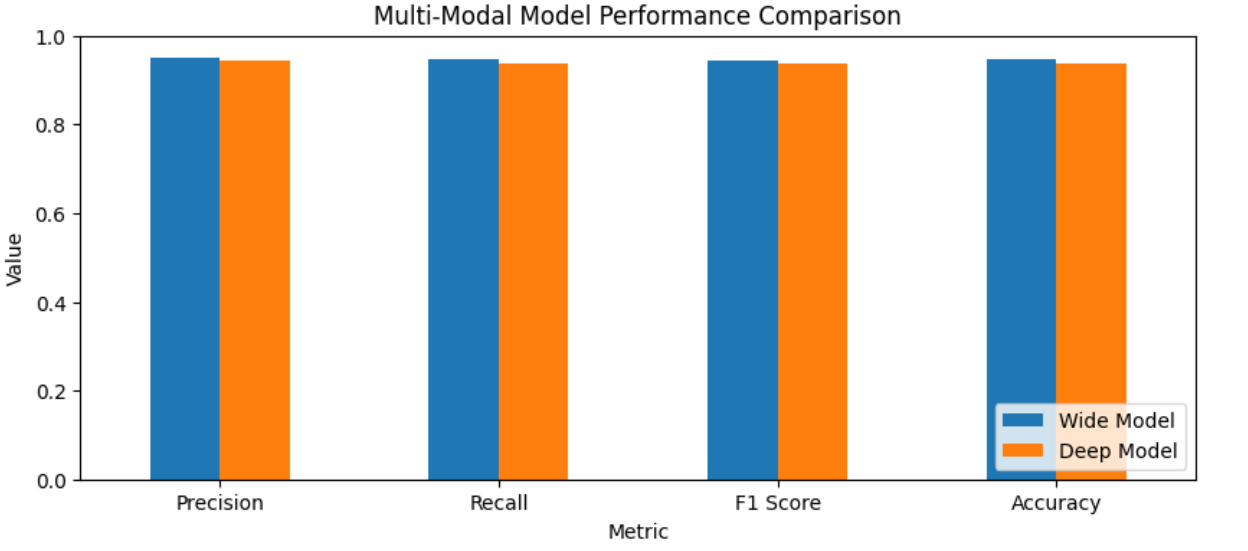 Multi-Modal Model Performance Comparison
1.0
0.8
0.6
0.4
0.2
0.0
Value
Precision
Recall
F1 Score
Accuracy
Metric
Wide Model
Deep Model